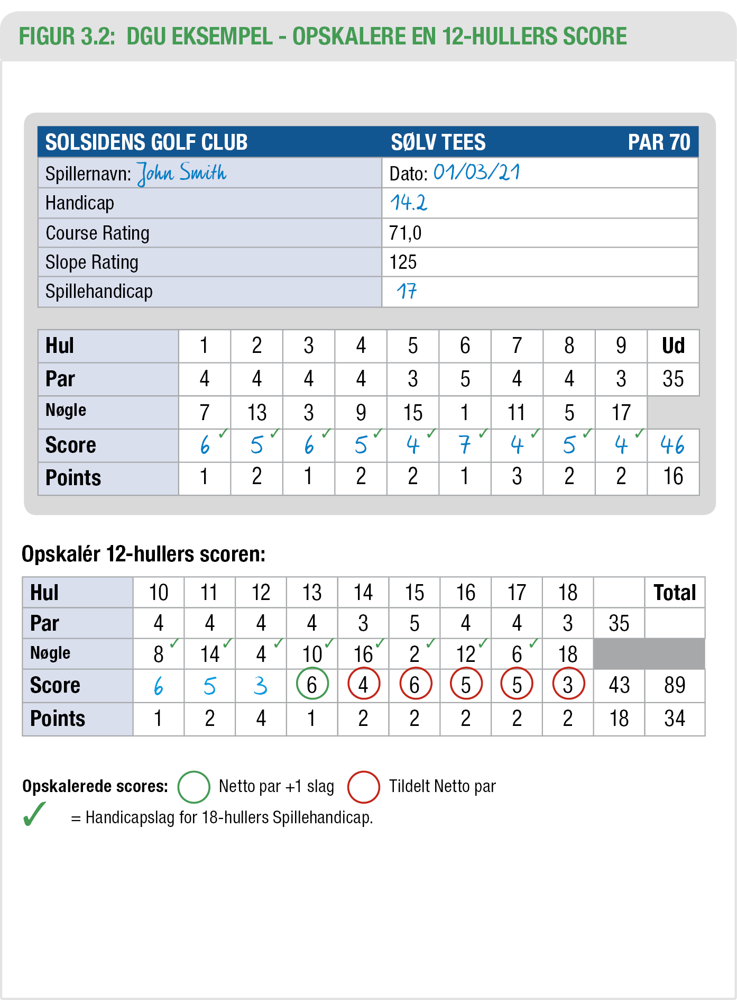 FIGUR 3.2: DGU EKSEMPEL - OPSKALERE EN 12-HULLERS SCORE
SOLSIDENS GOLF CLUB SØLV TEES PAR 70
Spillernavn: John Smith Dato: 01/03/21
Handicap 14.2
Course Rating 71,0
Slope Rating 125
Spillehandicap 17
Hul 1 2 3 4 5 6 7 8 9 Ud
Par 4 4 4 4 3 5 4 4 3 35
Nøgle 7 13 3 9 15 1 11 5 17
Score 6 ✓ 5 ✓ 6 ✓ 5 ✓ 4 ✓ 7 ✓ 4 ✓ 5 ✓ 4 ✓ 46
Points 1 2 1 2 2 1 3 2 2 16
Opskalér 12-hullers scoren:
Hul 10 11 12 13 14 15 16 17 18 Total
Par 4 4 4 4 3 5 4 4 3 35
Nøgle 8 ✓ 14 ✓ 4 ✓ 10 ✓ 16 ✓ 2 ✓ 12 ✓ 6 ✓ 18
Score 6 5 3 6 4 6 5 5 3 43 89
Points 1 2 4 1 2 2 2 2 2 18 34
Opskalerede scores: Netto par +1 slag Tildelt Netto par
✓ = Handicapslag for 18-hullers Spillehandicap.